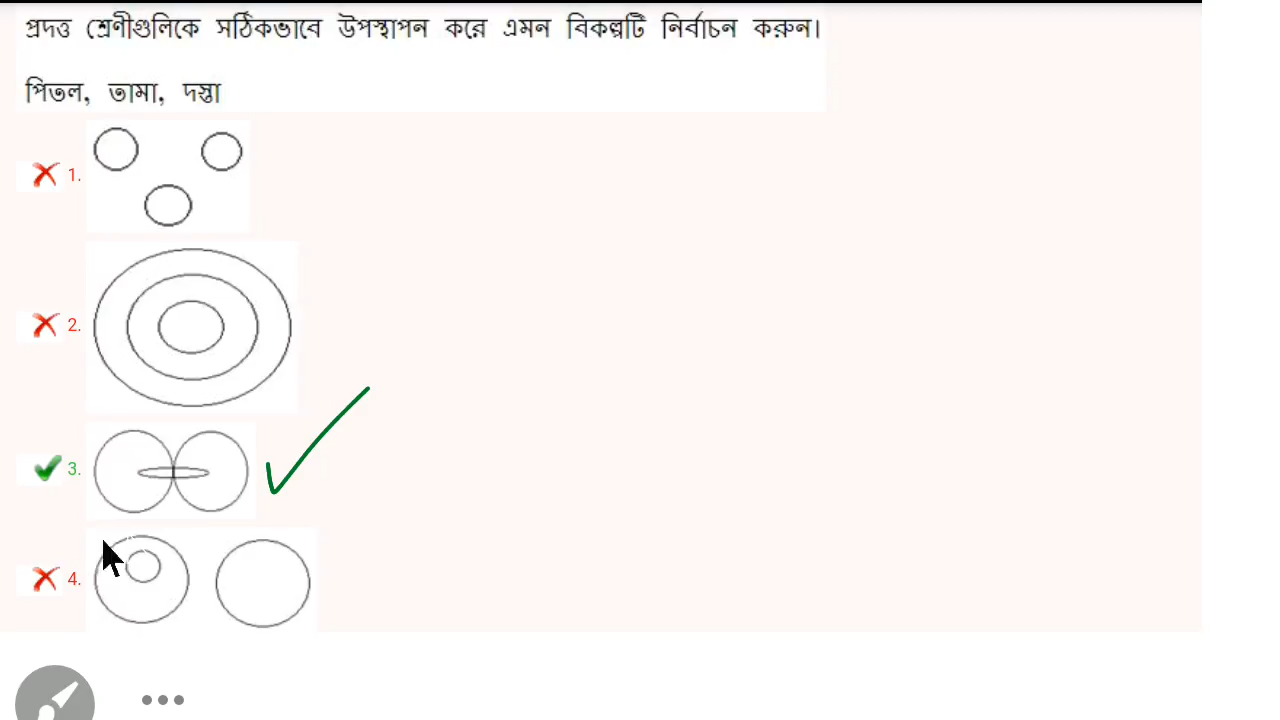 প্রদত্ত শ্রেণীগুলিকে সঠিকভাবে উপস্থাপন করে এমন বিকল্পটি নির্বাচন করুন।
পিতল, তামা, দস্তা
1.
2.
3.
4.